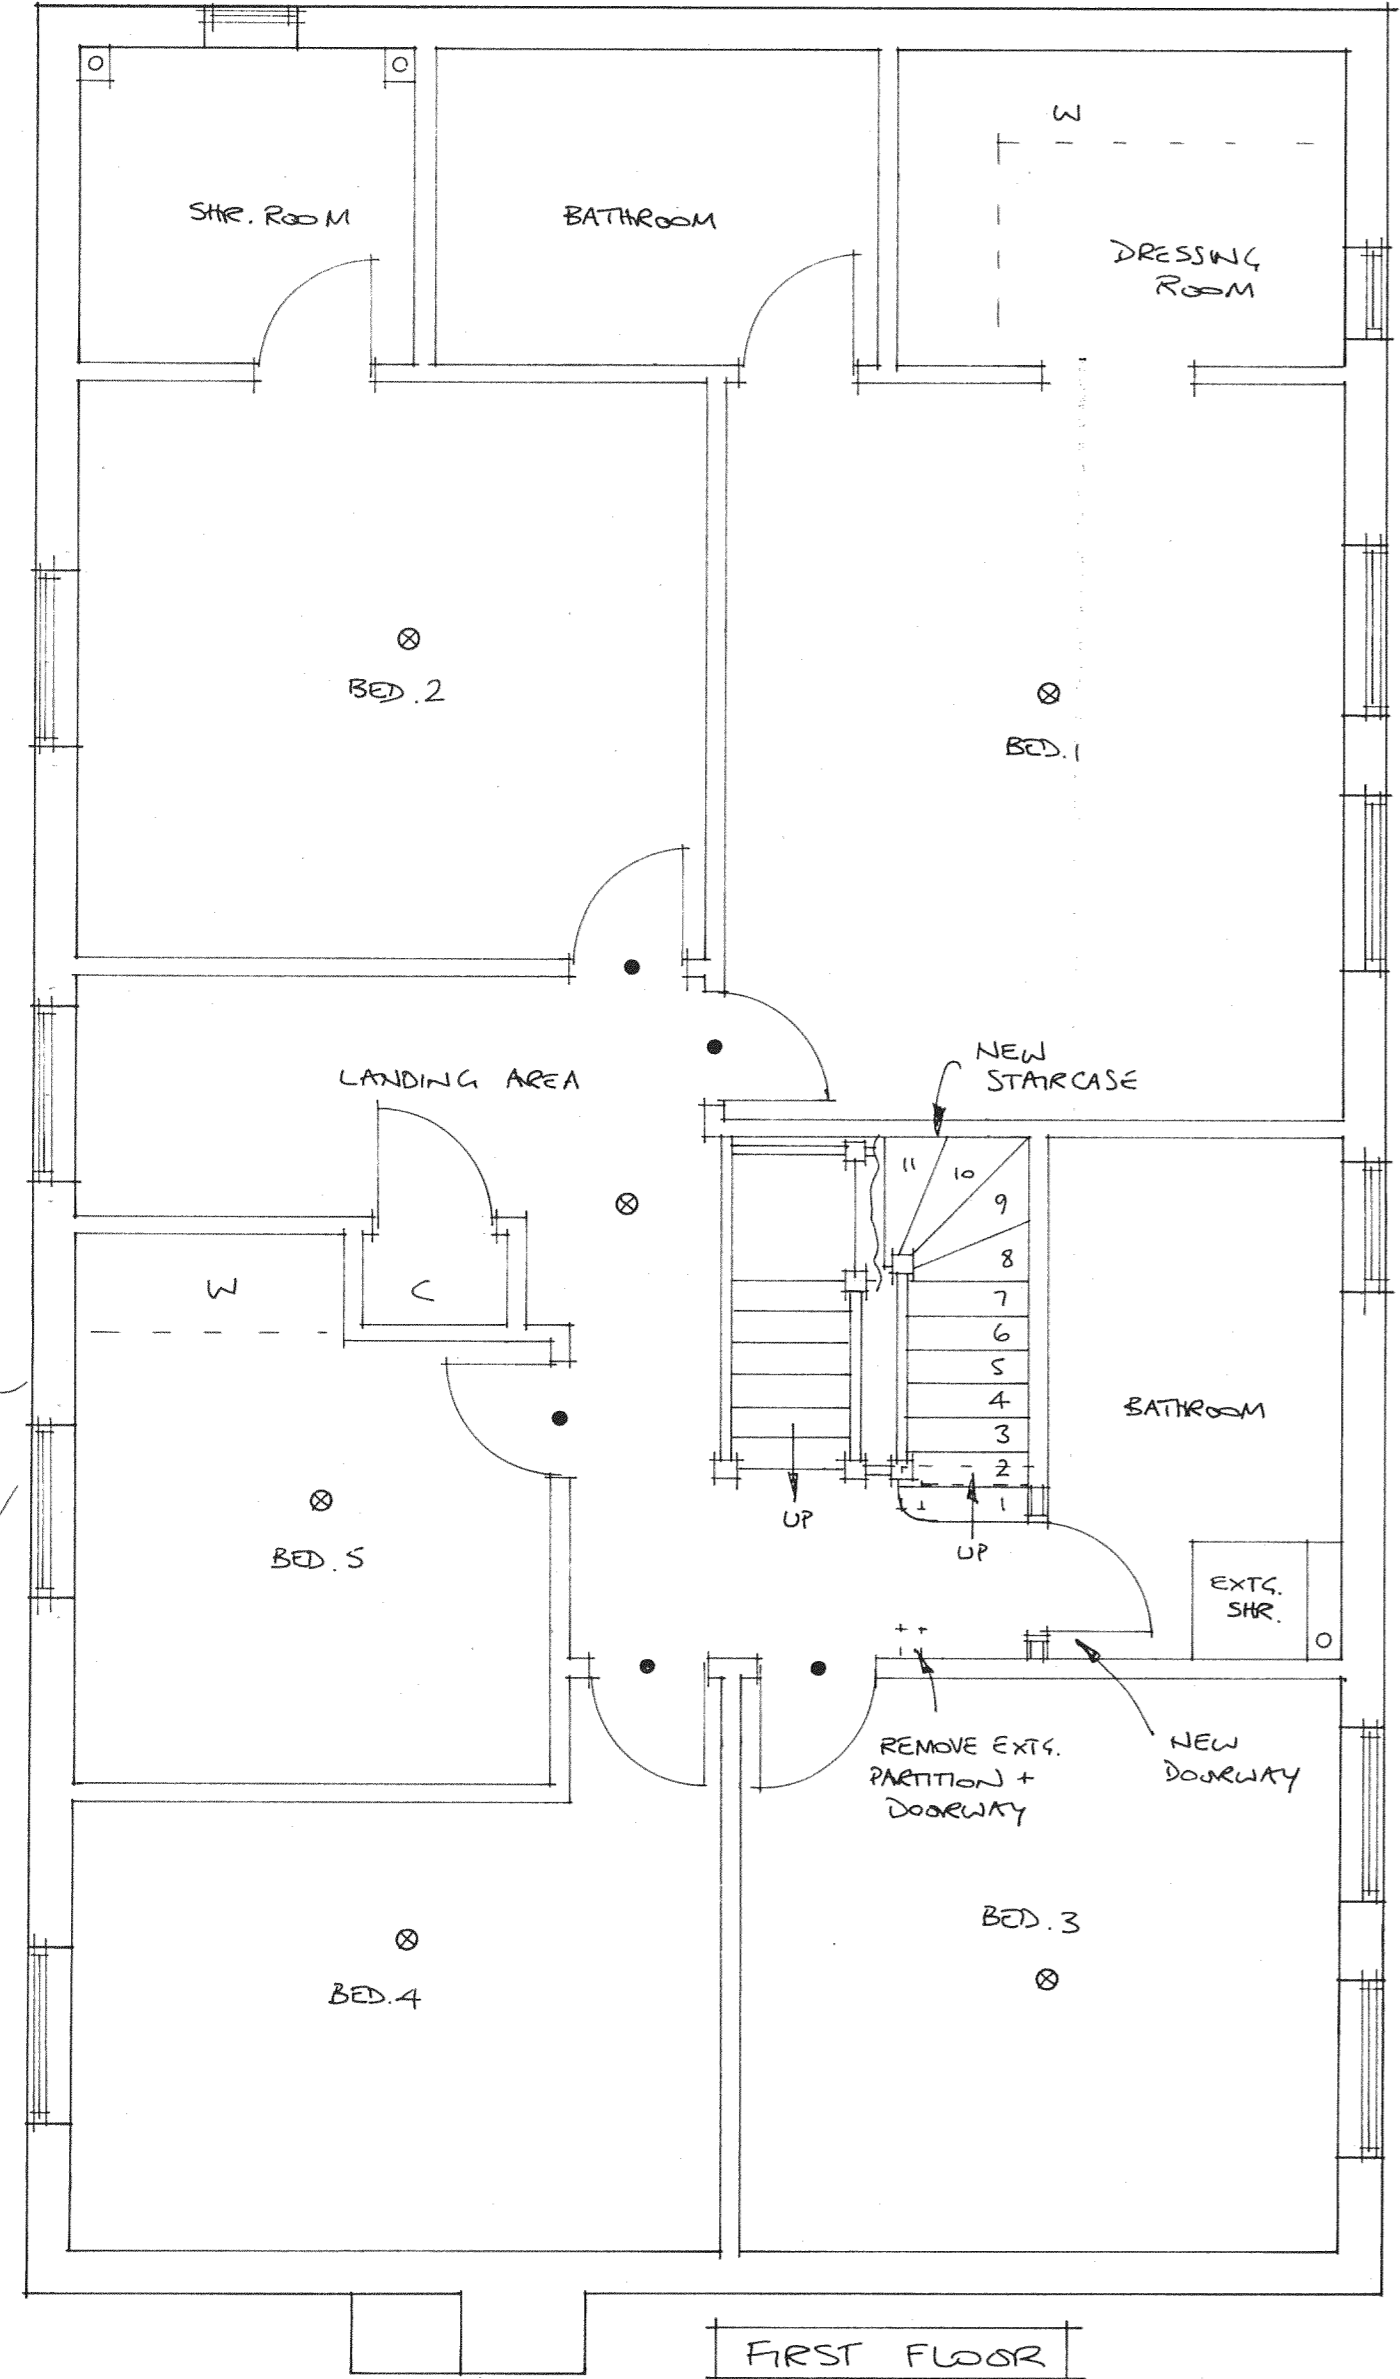 SHR. ROOM
BATHROOM
W
DRESSING
ROOM
BED.2
BED.1
LANDING AREA
NEW
STAIRCASE
W
C
11
10
9
8
7
6
5
4
3
2
1
UP
UP
BATHROOM
EXTG.
SHR.
BED.5
REMOVE EXTG.
PARTITION +
DOORWAY
NEW
DOORWAY
BED.3
BED.4
FIRST FLOOR